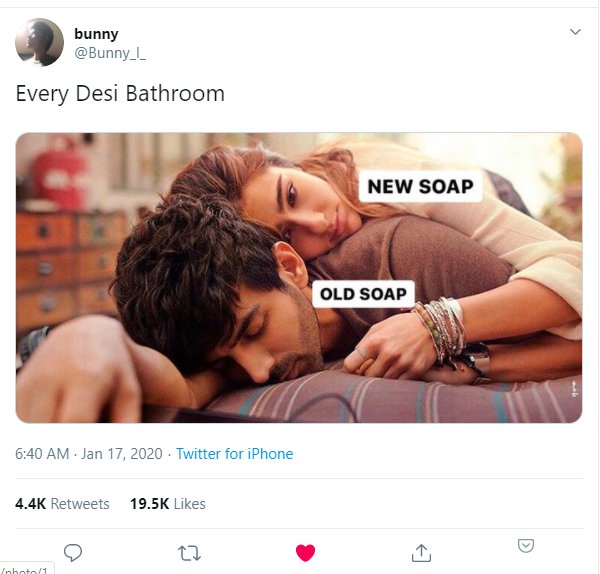 bunny
@Bunny_I_
Every Desi Bathroom
NEW SOAP
OLD SOAP
6:40 AM · Jan 17, 2020 · Twitter for iPhone
4.4K Retweets 19.5K Likes
/photo/1